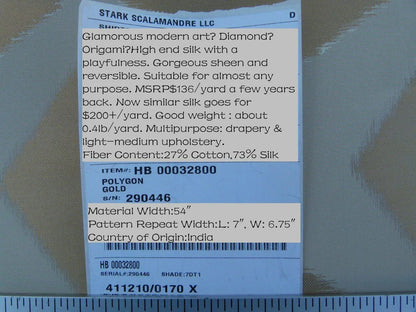 STARK SCALAMANDRE LLC D
Glamorous modern art? Diamond?
Origami?High end silk with a
playfulness. Gorgeous sheen and
reversible. Suitable for almost any
purpose. MSRP$136/yard a few years
back. Now similar silk goes for
$200+/yard. Good weight : about
0.4lb/yard. Multipurpose: drapery &
light-medium upholstery.
Fiber Content:27% Cotton,73% Silk
ITEM#: HB 00032800
POLYGON
GOLD
S/N: 290446
Material Width:54"
Pattern Repeat Width:L: 7", W: 6.75"
Country of Origin:India
HB 00032800
SERIAL#:290446 SHADE:7DT1
411210/0170 X